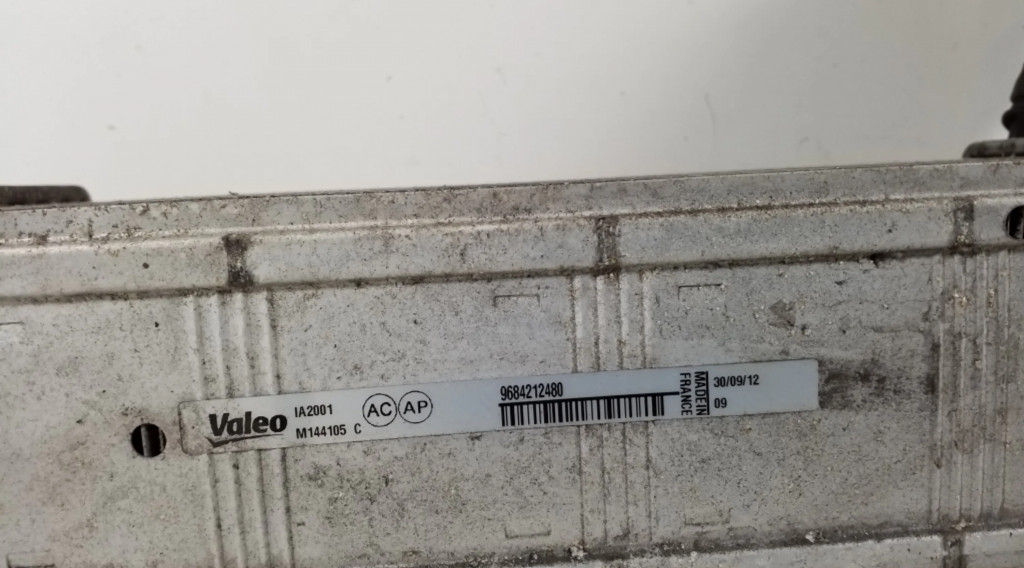 Valeo
IA2001
M144105 C
AC AP
9684212480
MADE IN
FRANCE
30/09/12
09